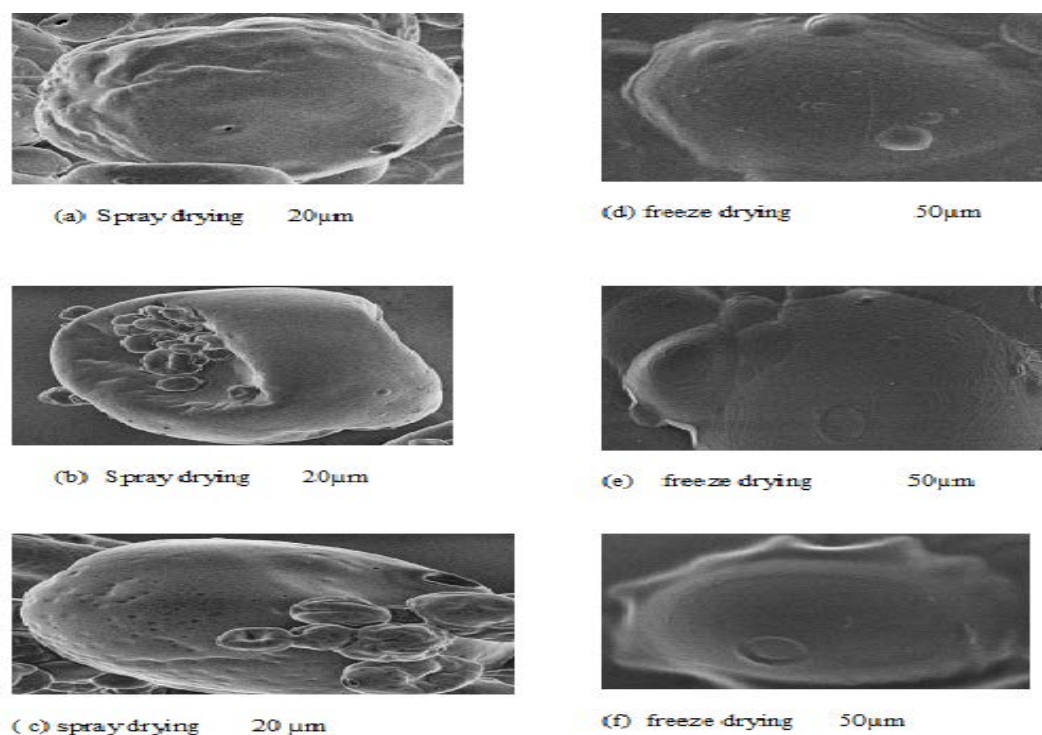 (a) Spray drying 20µm
(d) freeze drying 50µm
(b) Spray drying 20µm
(e) freeze drying 50µm
( c) spray drying 20 µm
(f) freeze drying 50µm